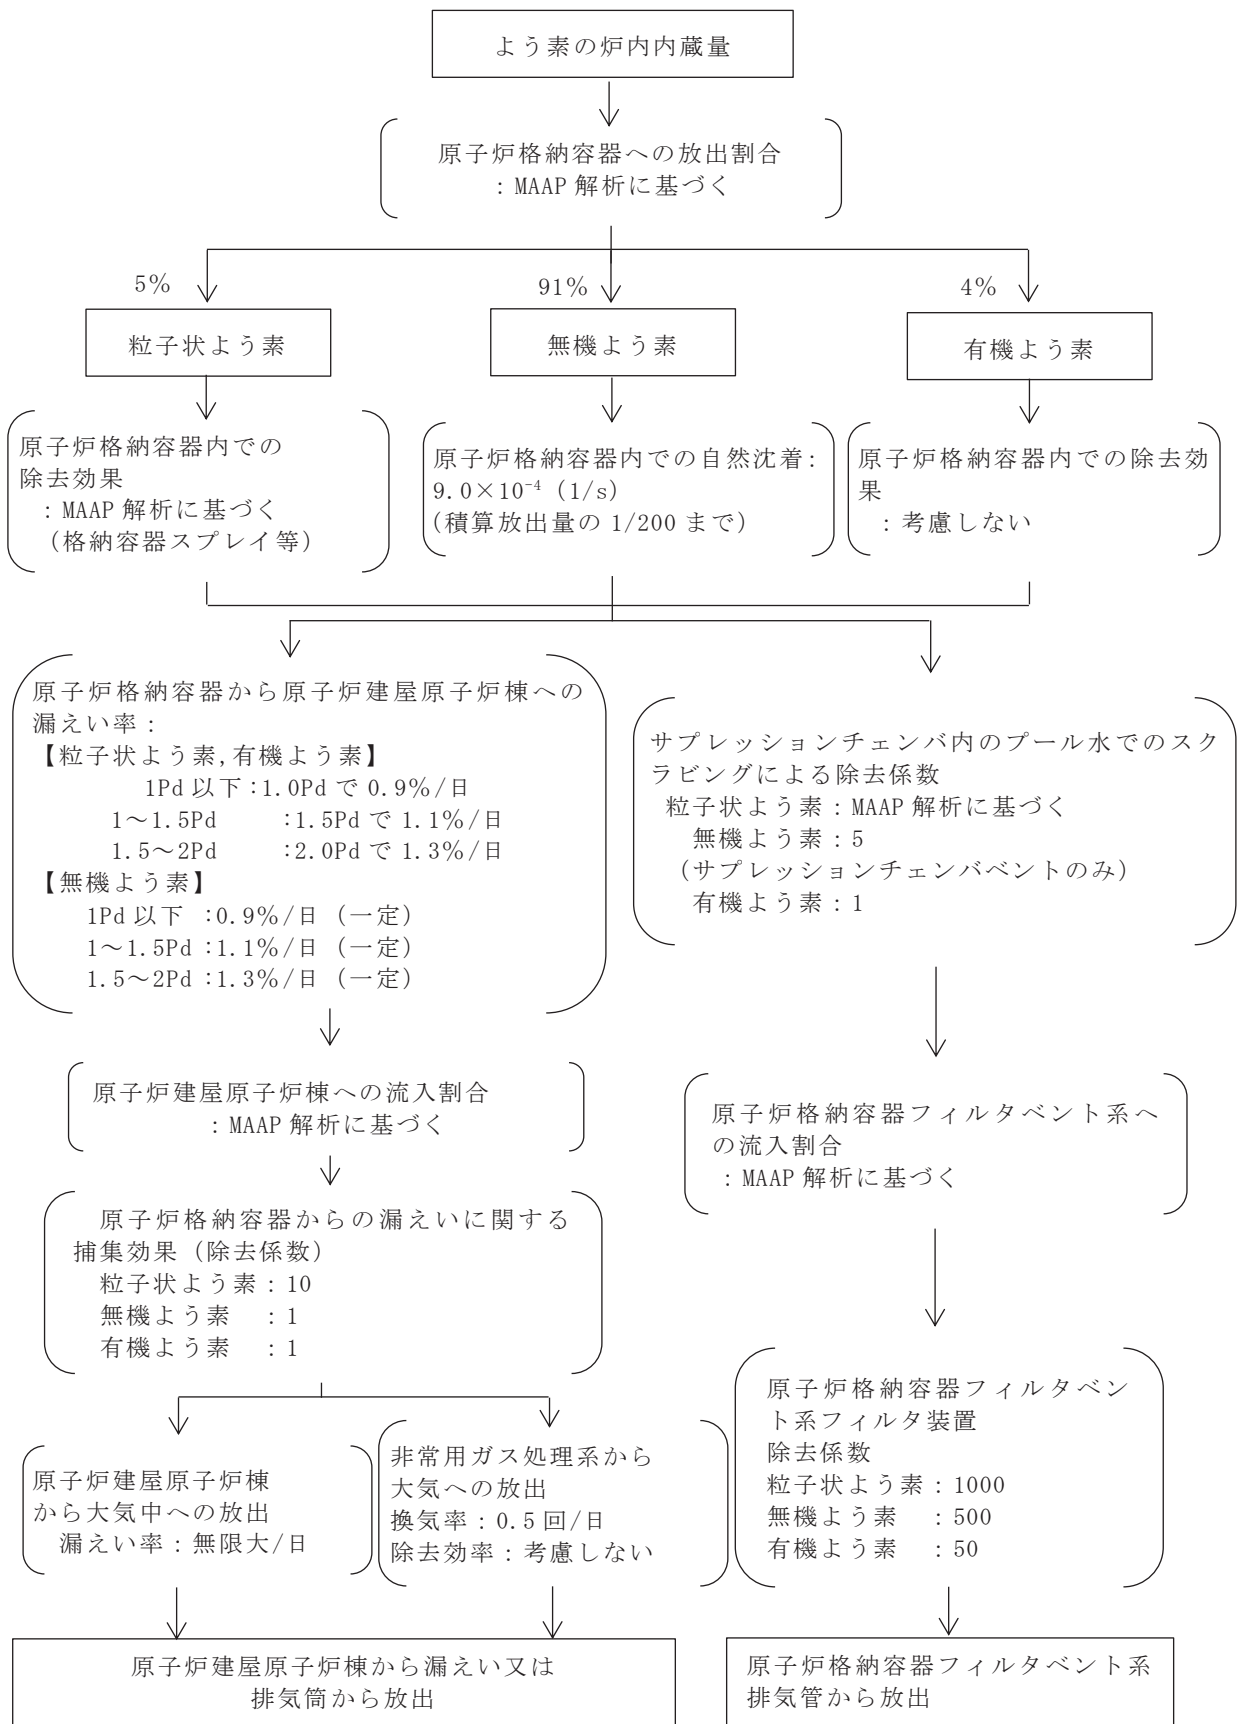 よう素の炉内内蔵量
原子炉格納容器への放出割合
：MAAP 解析に基づく
5%
91%
4%
粒子状よう素
無機よう素
有機よう素
原子炉格納容器内での
除去効果
：MAAP 解析に基づく
（格納容器スプレイ等）
原子炉格納容器内での自然沈着：
9.0×10⁻⁴（1/s）
（積算放出量の 1/200 まで）
原子炉格納容器内での除去効
果
：考慮しない
原子炉格納容器から原子炉建屋原子炉棟への
漏えい率：
【粒子状よう素,有機よう素】
1Pd 以下：1.0Pd で 0.9%/日
1～1.5Pd ：1.5Pd で 1.1%/日
1.5～2Pd ：2.0Pd で 1.3%/日
【無機よう素】
1Pd 以下 ：0.9%/日（一定）
1～1.5Pd：1.1%/日（一定）
1.5～2Pd：1.3%/日（一定）
サプレッションチェンバ内のプール水でのスク
ラビングによる除去係数
粒子状よう素：MAAP 解析に基づく
無機よう素：5
（サプレッションチェンバベントのみ）
有機よう素：1
原子炉建屋原子炉棟への流入割合
：MAAP 解析に基づく
原子炉格納容器フィルタベント系へ
の流入割合
：MAAP 解析に基づく
原子炉格納容器からの漏えいに関する
捕集効果（除去係数）
粒子状よう素：10
無機よう素 ：1
有機よう素 ：1
原子炉建屋原子炉棟
から大気中への放出
漏えい率：無限大/日
非常用ガス処理系から
大気への放出
換気率：0.5 回/日
除去効率：考慮しない
原子炉格納容器フィルタベン
ト系フィルタ装置
除去係数
粒子状よう素：1000
無機よう素 ：500
有機よう素 ：50
原子炉建屋原子炉棟から漏えい又は
排気筒から放出
原子炉格納容器フィルタベント系
排気管から放出